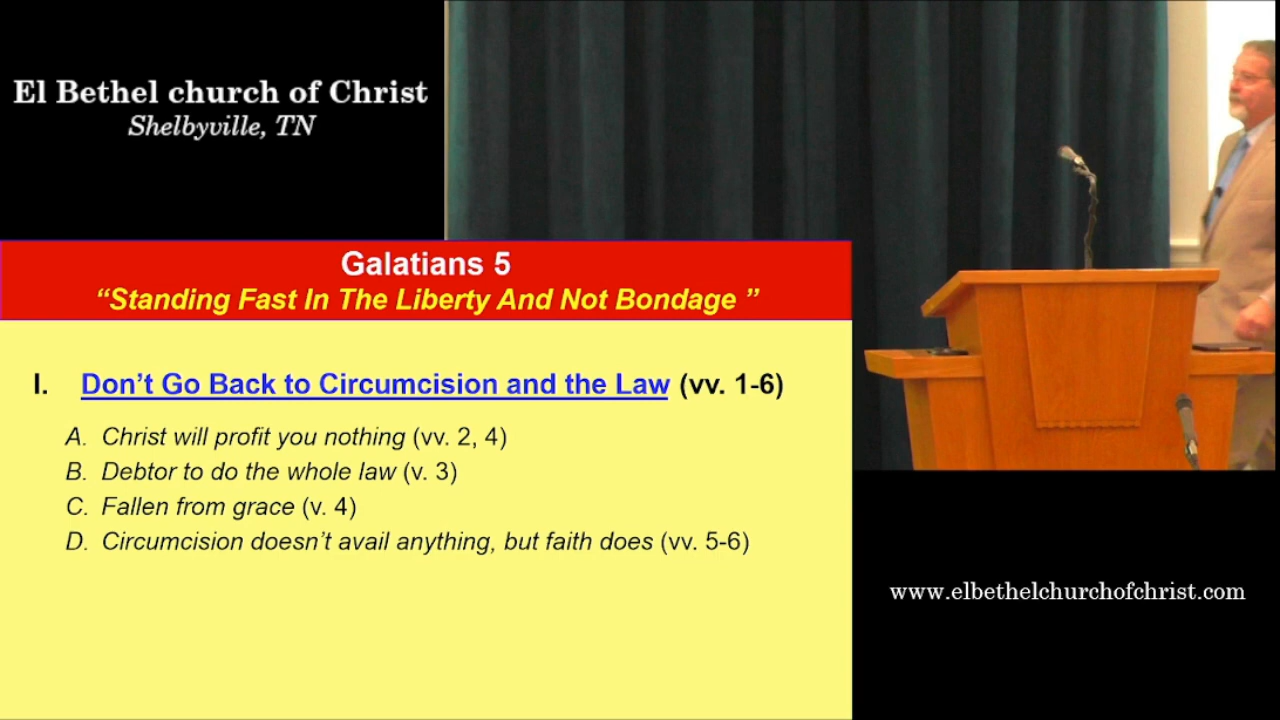 El Bethel church of Christ
Shelbyville, TN
Galatians 5
“Standing Fast In The Liberty And Not Bondage ”
I. Don’t Go Back to Circumcision and the Law (vv. 1-6)
A. Christ will profit you nothing (vv. 2, 4)
B. Debtor to do the whole law (v. 3)
C. Fallen from grace (v. 4)
D. Circumcision doesn’t avail anything, but faith does (vv. 5-6)
www.elbethelchurchofchrist.com